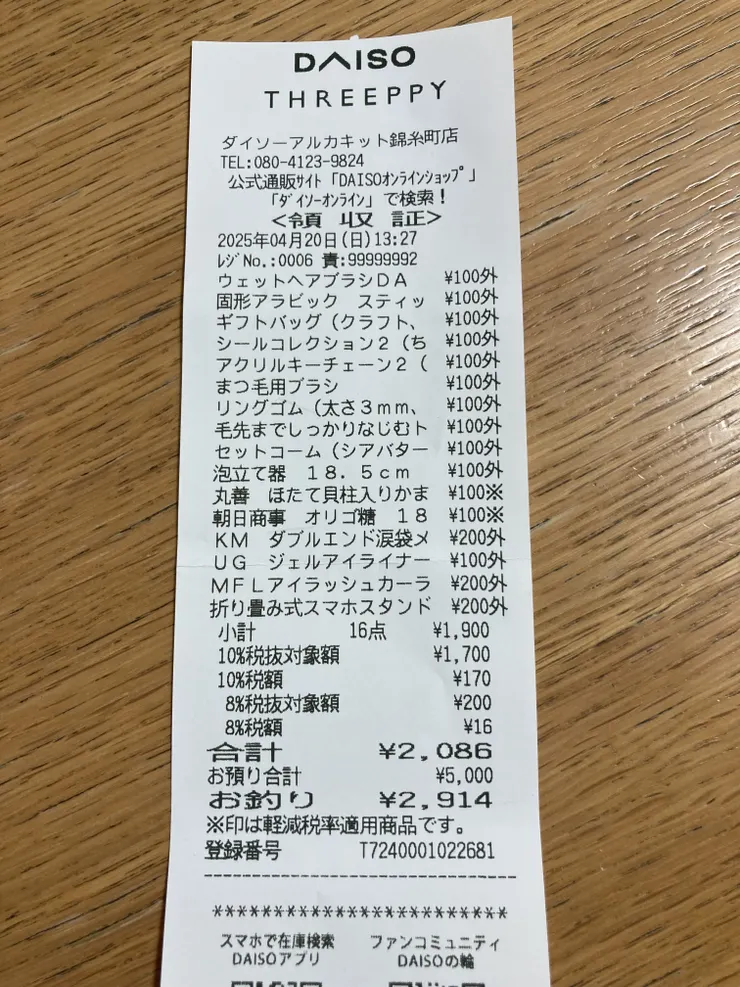 DAISO
THREEPPY
ダイソーアルカキット錦糸町店
TEL:080-4123-9824
公式通販ｻｲﾄ「DAISOｵﾝﾗｲﾝｼｮｯﾌﾟ」
「ﾀﾞｲｿｰｵﾝﾗｲﾝ」で検索！
<領 収 証>
2025年04月20日(日)13:27
ﾚｼﾞNo.:0006 責:99999992
ウェットヘアブラシＤＡ ¥100外
固形アラビック　スティッ ¥100外
ギフトバッグ（クラフト、 ¥100外
シールコレクション２（ち ¥100外
アクリルキーチェーン２（ ¥100外
まつ毛用ブラシ ¥100外
リングゴム（太さ３ｍｍ、 ¥100外
毛先までしっかりなじむト ¥100外
セットコーム（シアバター ¥100外
泡立て器　１８．５ｃｍ ¥100外
丸善　ほたて貝柱入りかま ¥100※
朝日商事　オリゴ糖　１８ ¥100※
ＫＭ　ダブルエンド涙袋メ ¥200外
ＵＧ　ジェルアイライナー ¥100外
ＭＦＬアイラッシュカーラ ¥200外
折り畳み式スマホスタンド ¥200外
小計 16点 ¥1,900
10%税抜対象額 ¥1,700
10%税額 ¥170
8%税抜対象額 ¥200
8%税額 ¥16
合計 ¥2,086
お預り合計 ¥5,000
お釣り ¥2,914
※印は軽減税率適用商品です。
登録番号 T7240001022681
------------------------------
************************
スマホで在庫検索 ファンコミュニティ
DAISOアプリ DAISOの輪